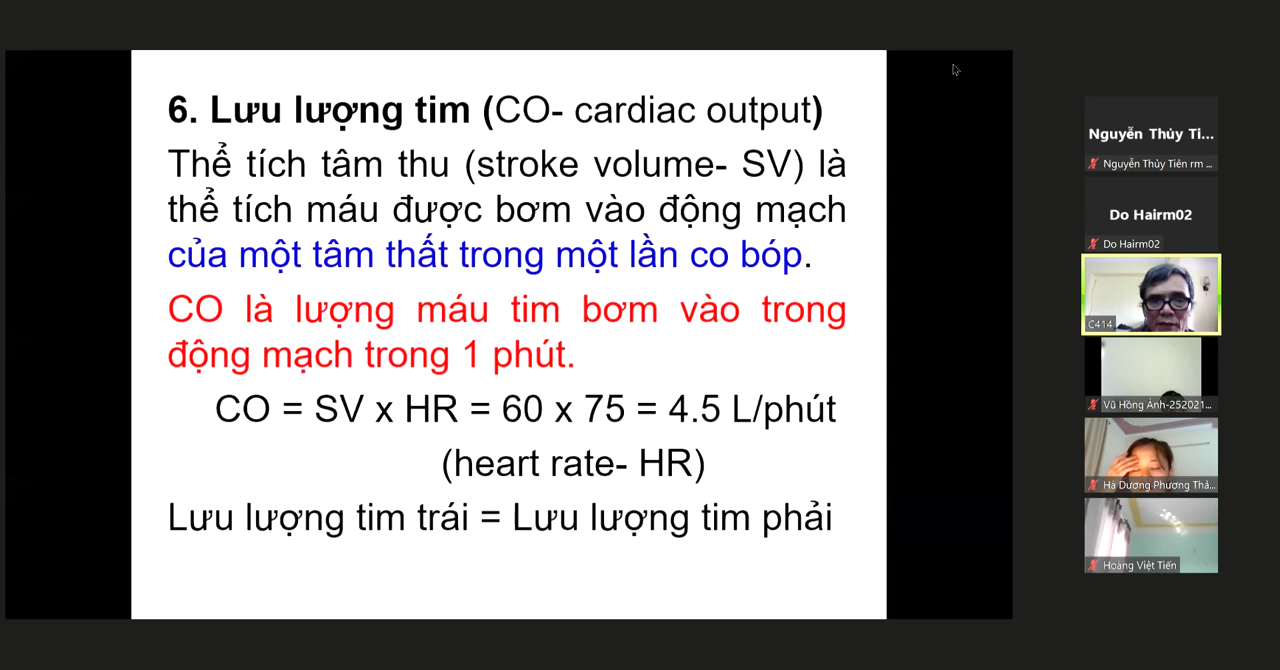 6. Lưu lượng tim (CO- cardiac output)
Thể tích tâm thu (stroke volume- SV) là
thể tích máu được bơm vào động mạch
của một tâm thất trong một lần co bóp.
CO là lượng máu tim bơm vào trong
động mạch trong 1 phút.
CO = SV x HR = 60 x 75 = 4.5 L/phút
(heart rate- HR)
Lưu lượng tim trái = Lưu lượng tim phải
Nguyễn Thủy Ti...
Nguyễn Thủy Tiên rm ...
Do Hairm02
Do Hairm02
C414
Vũ Hồng Ánh-252021...
Hà Dương Phương Thả...
Hoàng Việt Tiến